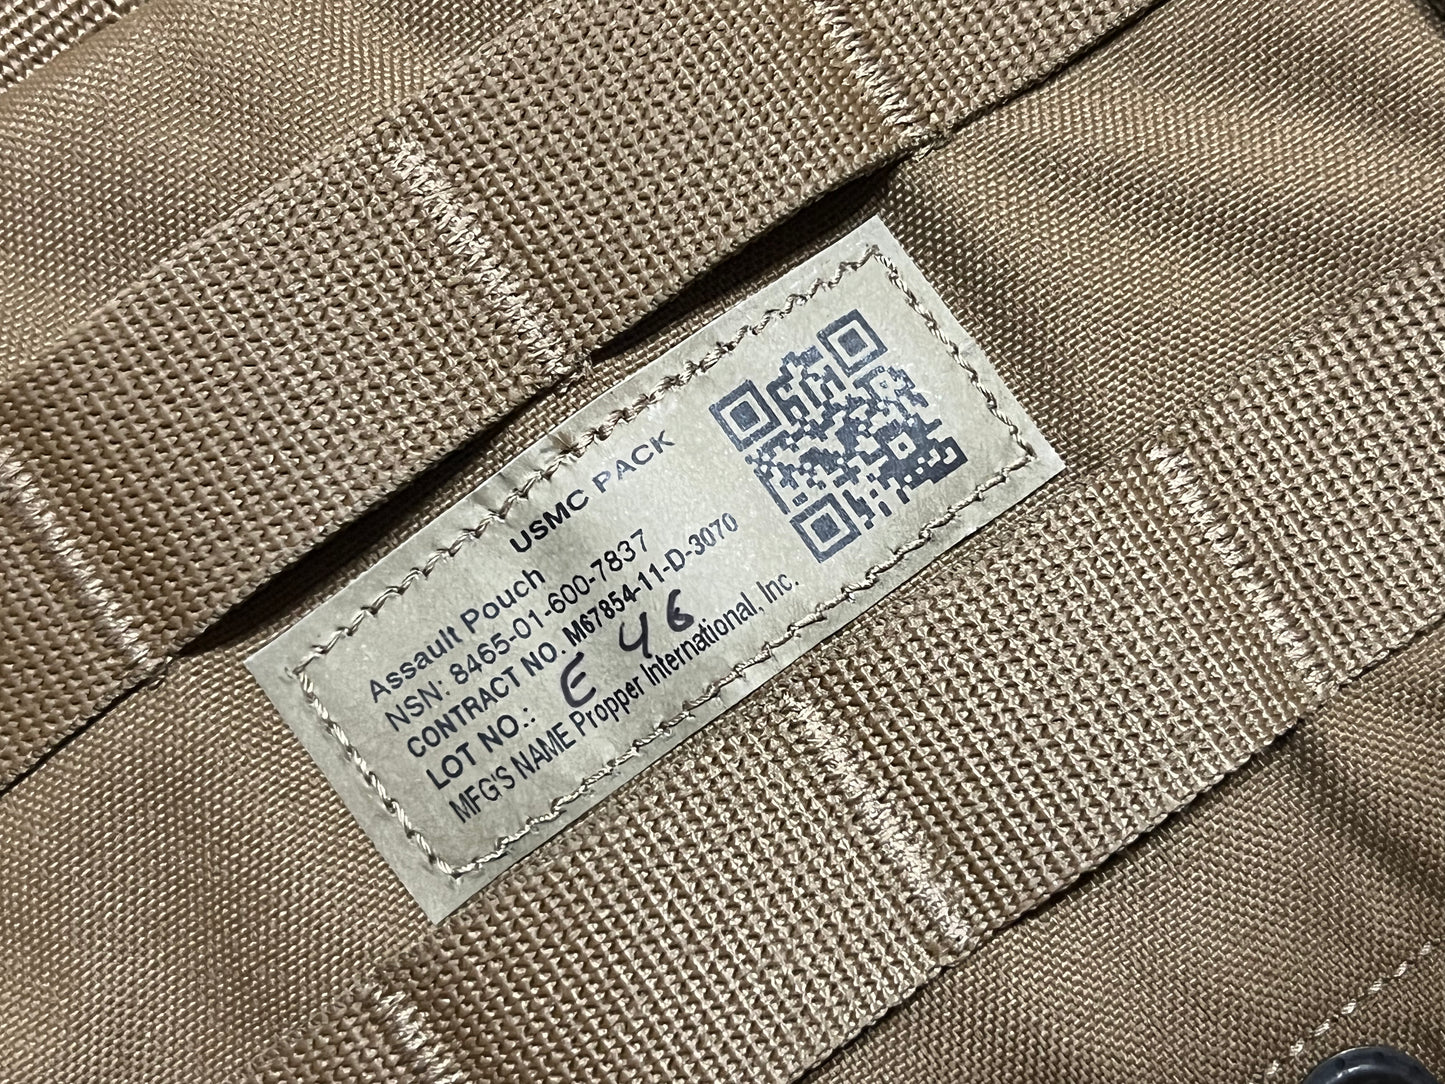 USMC PACK
Assault Pouch
NSN: 8465-01-600-7837
CONTRACT NO. M67854-11-D-3070
LOT NO.: E 46
MFG'S NAME Propper International, Inc.